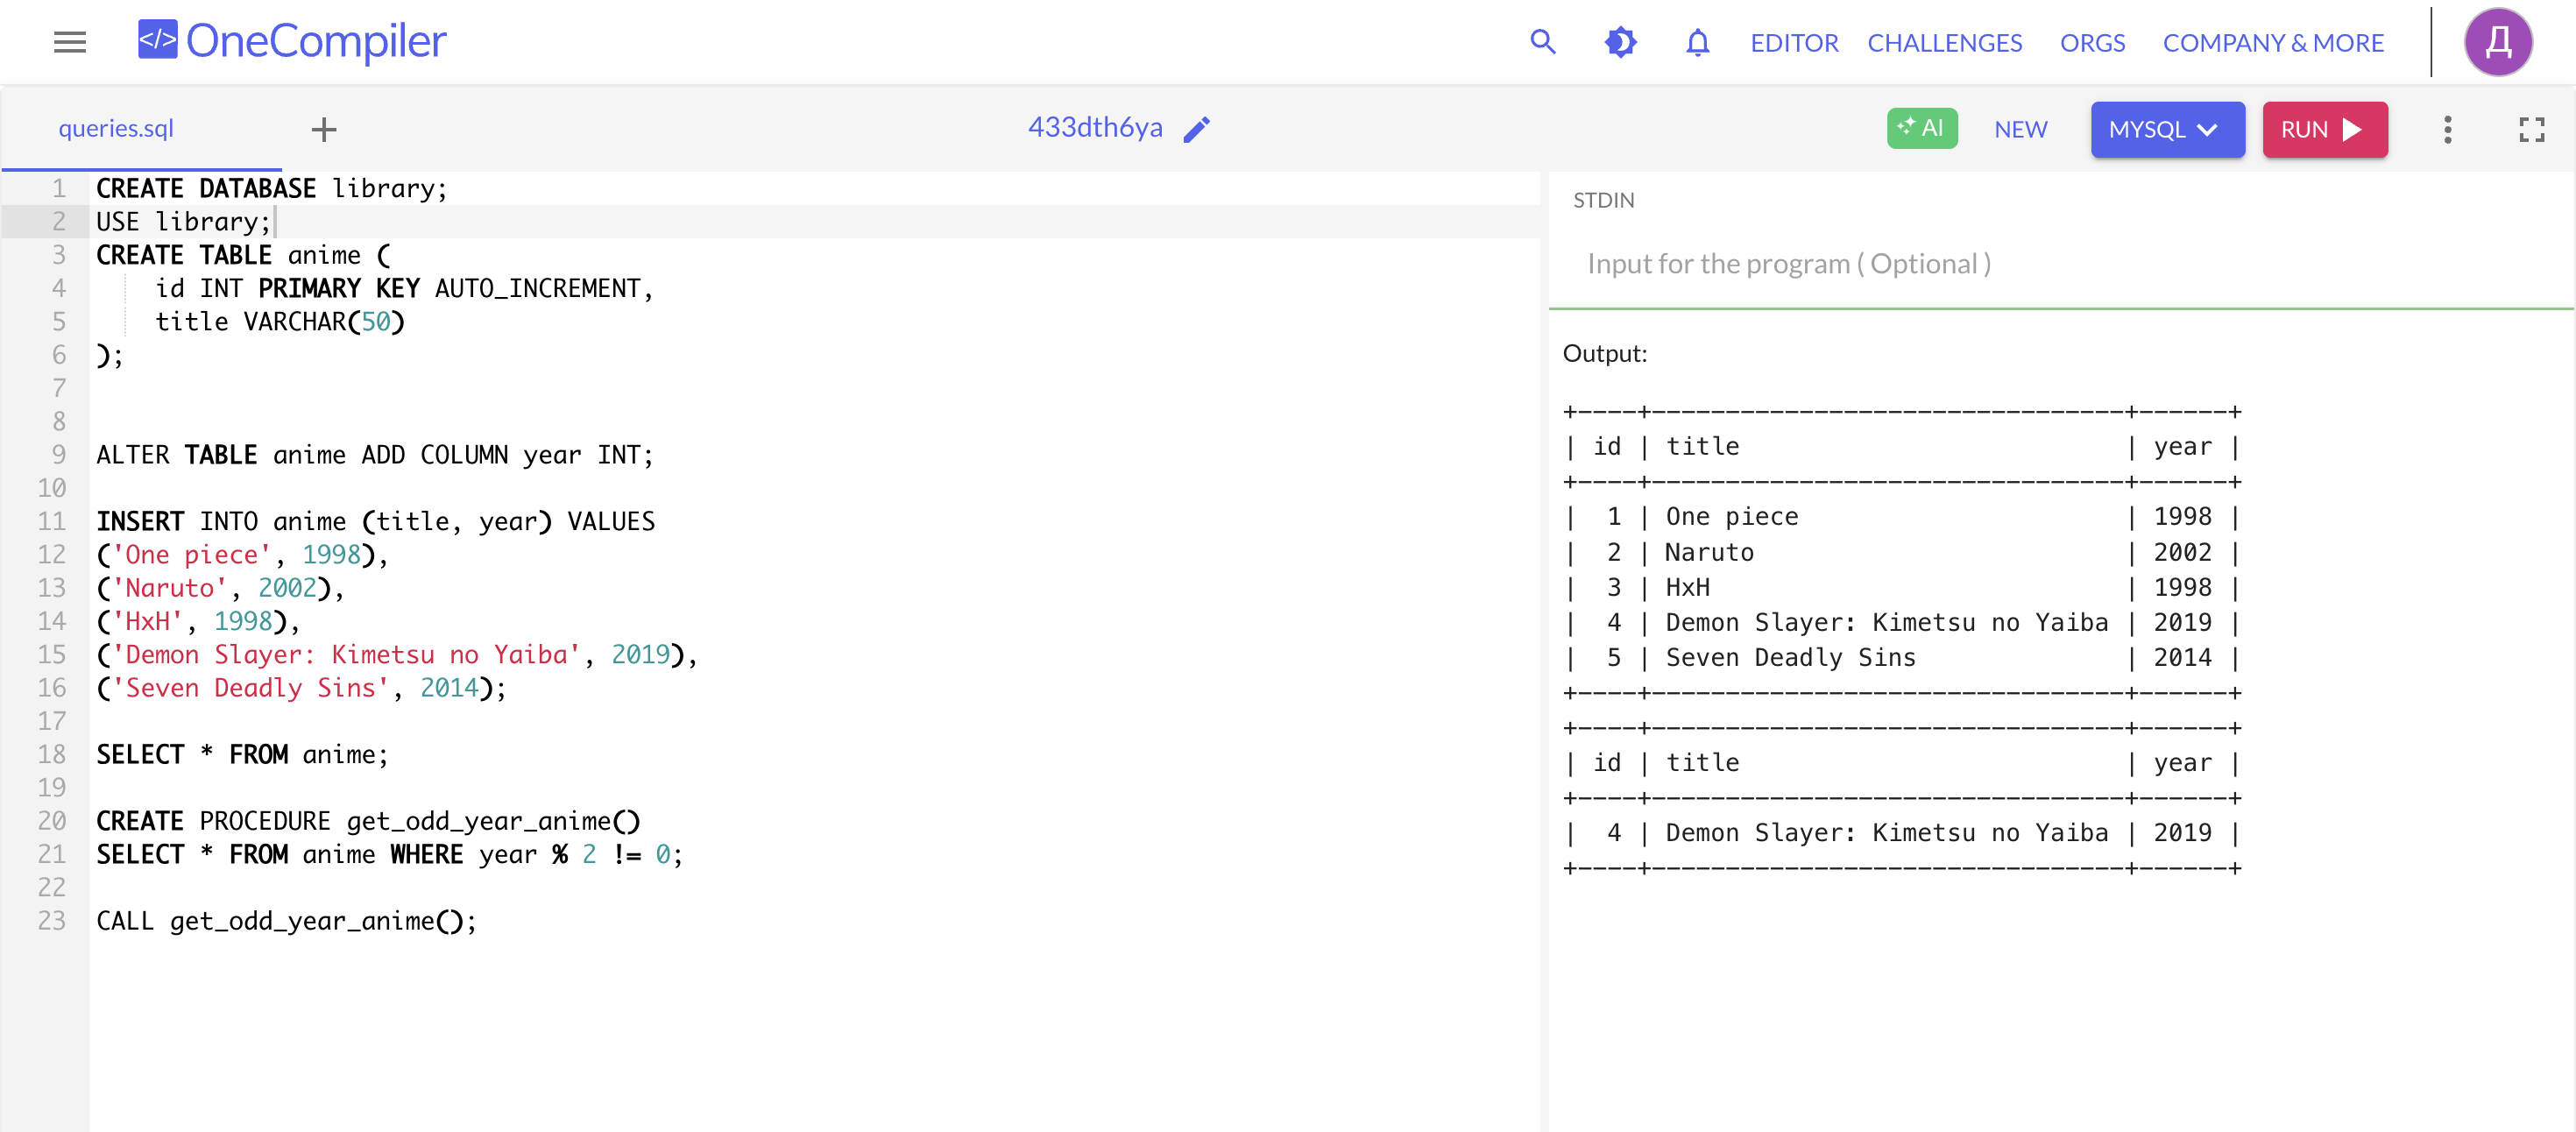 </> OneCompiler
EDITOR CHALLENGES ORGS COMPANY & MORE Д
queries.sql + 433dth6ya AI NEW MYSQL RUN
1 CREATE DATABASE library;
2 USE library;
3 CREATE TABLE anime (
4     id INT PRIMARY KEY AUTO_INCREMENT,
5     title VARCHAR(50)
6 );
7
8
9 ALTER TABLE anime ADD COLUMN year INT;
10
11 INSERT INTO anime (title, year) VALUES
12 ('One piece', 1998),
13 ('Naruto', 2002),
14 ('HxH', 1998),
15 ('Demon Slayer: Kimetsu no Yaiba', 2019),
16 ('Seven Deadly Sins', 2014);
17
18 SELECT * FROM anime;
19
20 CREATE PROCEDURE get_odd_year_anime()
21 SELECT * FROM anime WHERE year % 2 != 0;
22
23 CALL get_odd_year_anime();
STDIN
Input for the program ( Optional )
Output:
+----+--------------------------------+------+
| id | title                          | year |
+----+--------------------------------+------+
|  1 | One piece                      | 1998 |
|  2 | Naruto                         | 2002 |
|  3 | HxH                            | 1998 |
|  4 | Demon Slayer: Kimetsu no Yaiba | 2019 |
|  5 | Seven Deadly Sins              | 2014 |
+----+--------------------------------+------+
+----+--------------------------------+------+
| id | title                          | year |
+----+--------------------------------+------+
|  4 | Demon Slayer: Kimetsu no Yaiba | 2019 |
+----+--------------------------------+------+